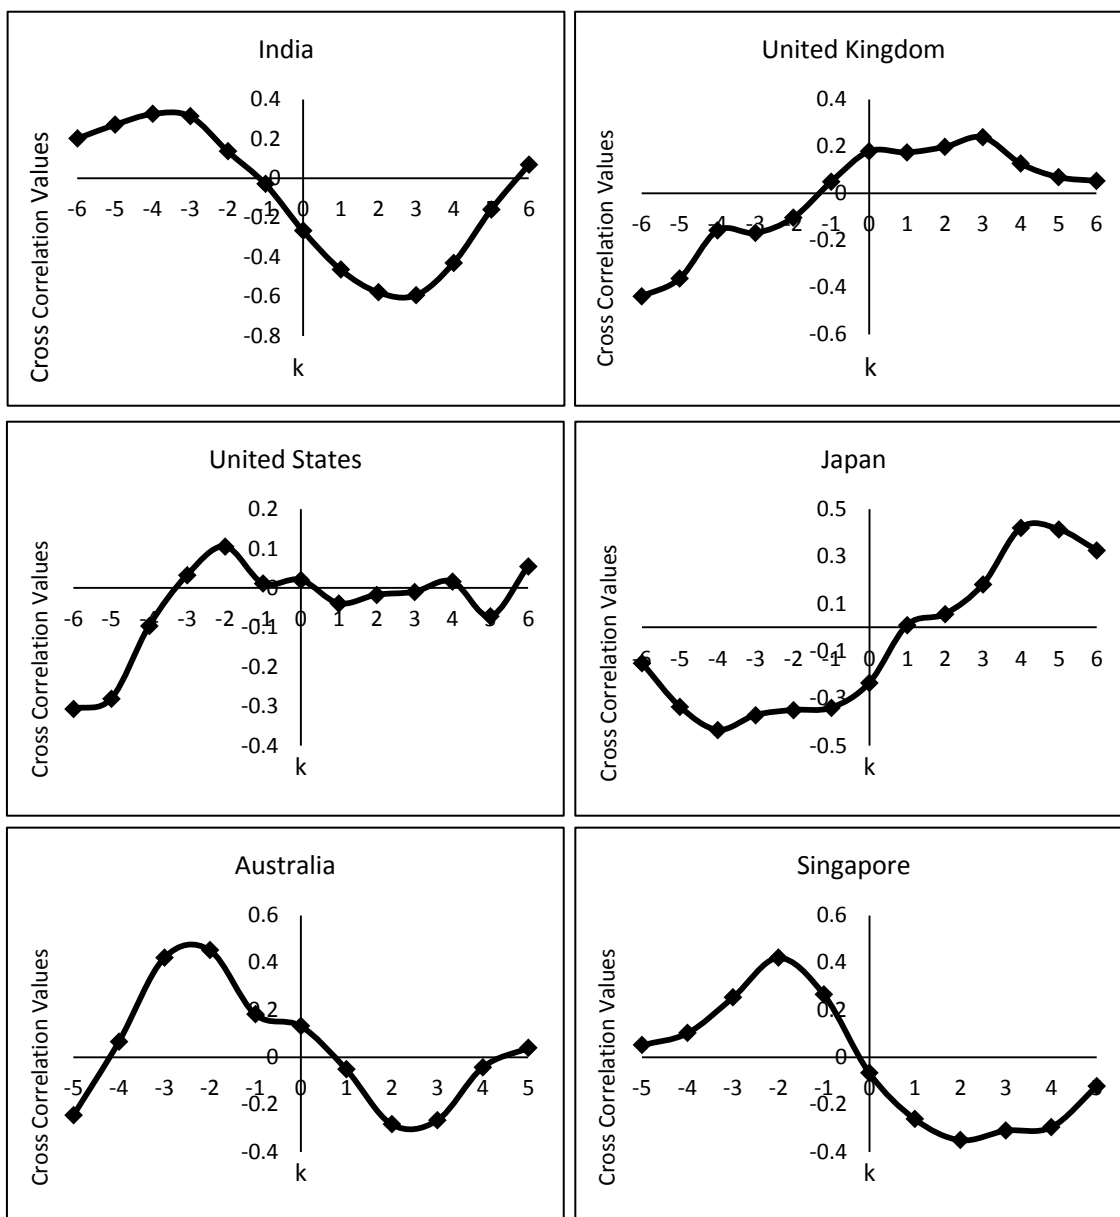 India
Cross Correlation Values
0.4
0.2
0
-0.2
-0.4
-0.6
-0.8
-6 -5 -4 -3 -2 -1 0 1 2 3 4 5 6
k
United Kingdom
Cross Correlation Values
0.4
0.2
0
-0.2
-0.4
-0.6
-6 -5 -4 -3 -2 -1 0 1 2 3 4 5 6
k
United States
Cross Correlation Values
0.2
0.1
0
-0.1
-0.2
-0.3
-0.4
-6 -5 -4 -3 -2 -1 0 1 2 3 4 5 6
k
Japan
Cross Correlation Values
0.5
0.3
0.1
-0.1
-0.3
-0.5
-6 -5 -4 -3 -2 -1 0 1 2 3 4 5 6
k
Australia
Cross Correlation Values
0.6
0.4
0.2
0
-0.2
-0.4
-5 -4 -3 -2 -1 0 1 2 3 4 5
k
Singapore
Cross Correlation Values
0.6
0.4
0.2
0
-0.2
-0.4
-5 -4 -3 -2 -1 0 1 2 3 4 5
k